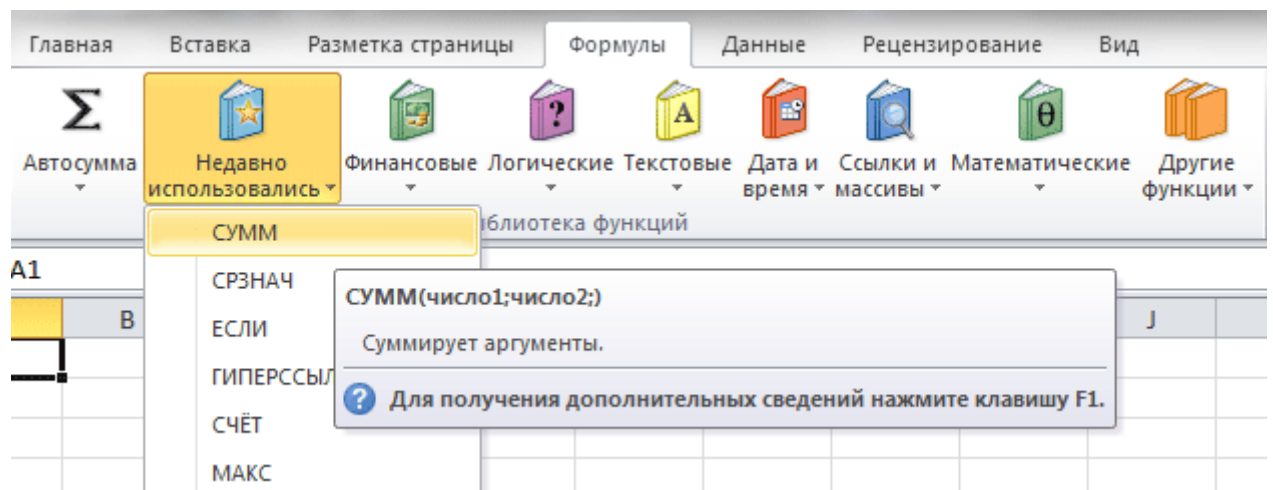 Главная Вставка Разметка страницы Формулы Данные Рецензирование Вид
Автосумма Недавно использовались Финансовые Логические Текстовые Дата и время Ссылки и массивы Математические Другие функции
блиотека функций
СУММ
A1
СРЗНАЧ
СУММ(число1;число2;)
B J
ЕСЛИ
Суммирует аргументы.
ГИПЕРССЫЛ
Для получения дополнительных сведений нажмите клавишу F1.
СЧЁТ
МАКС